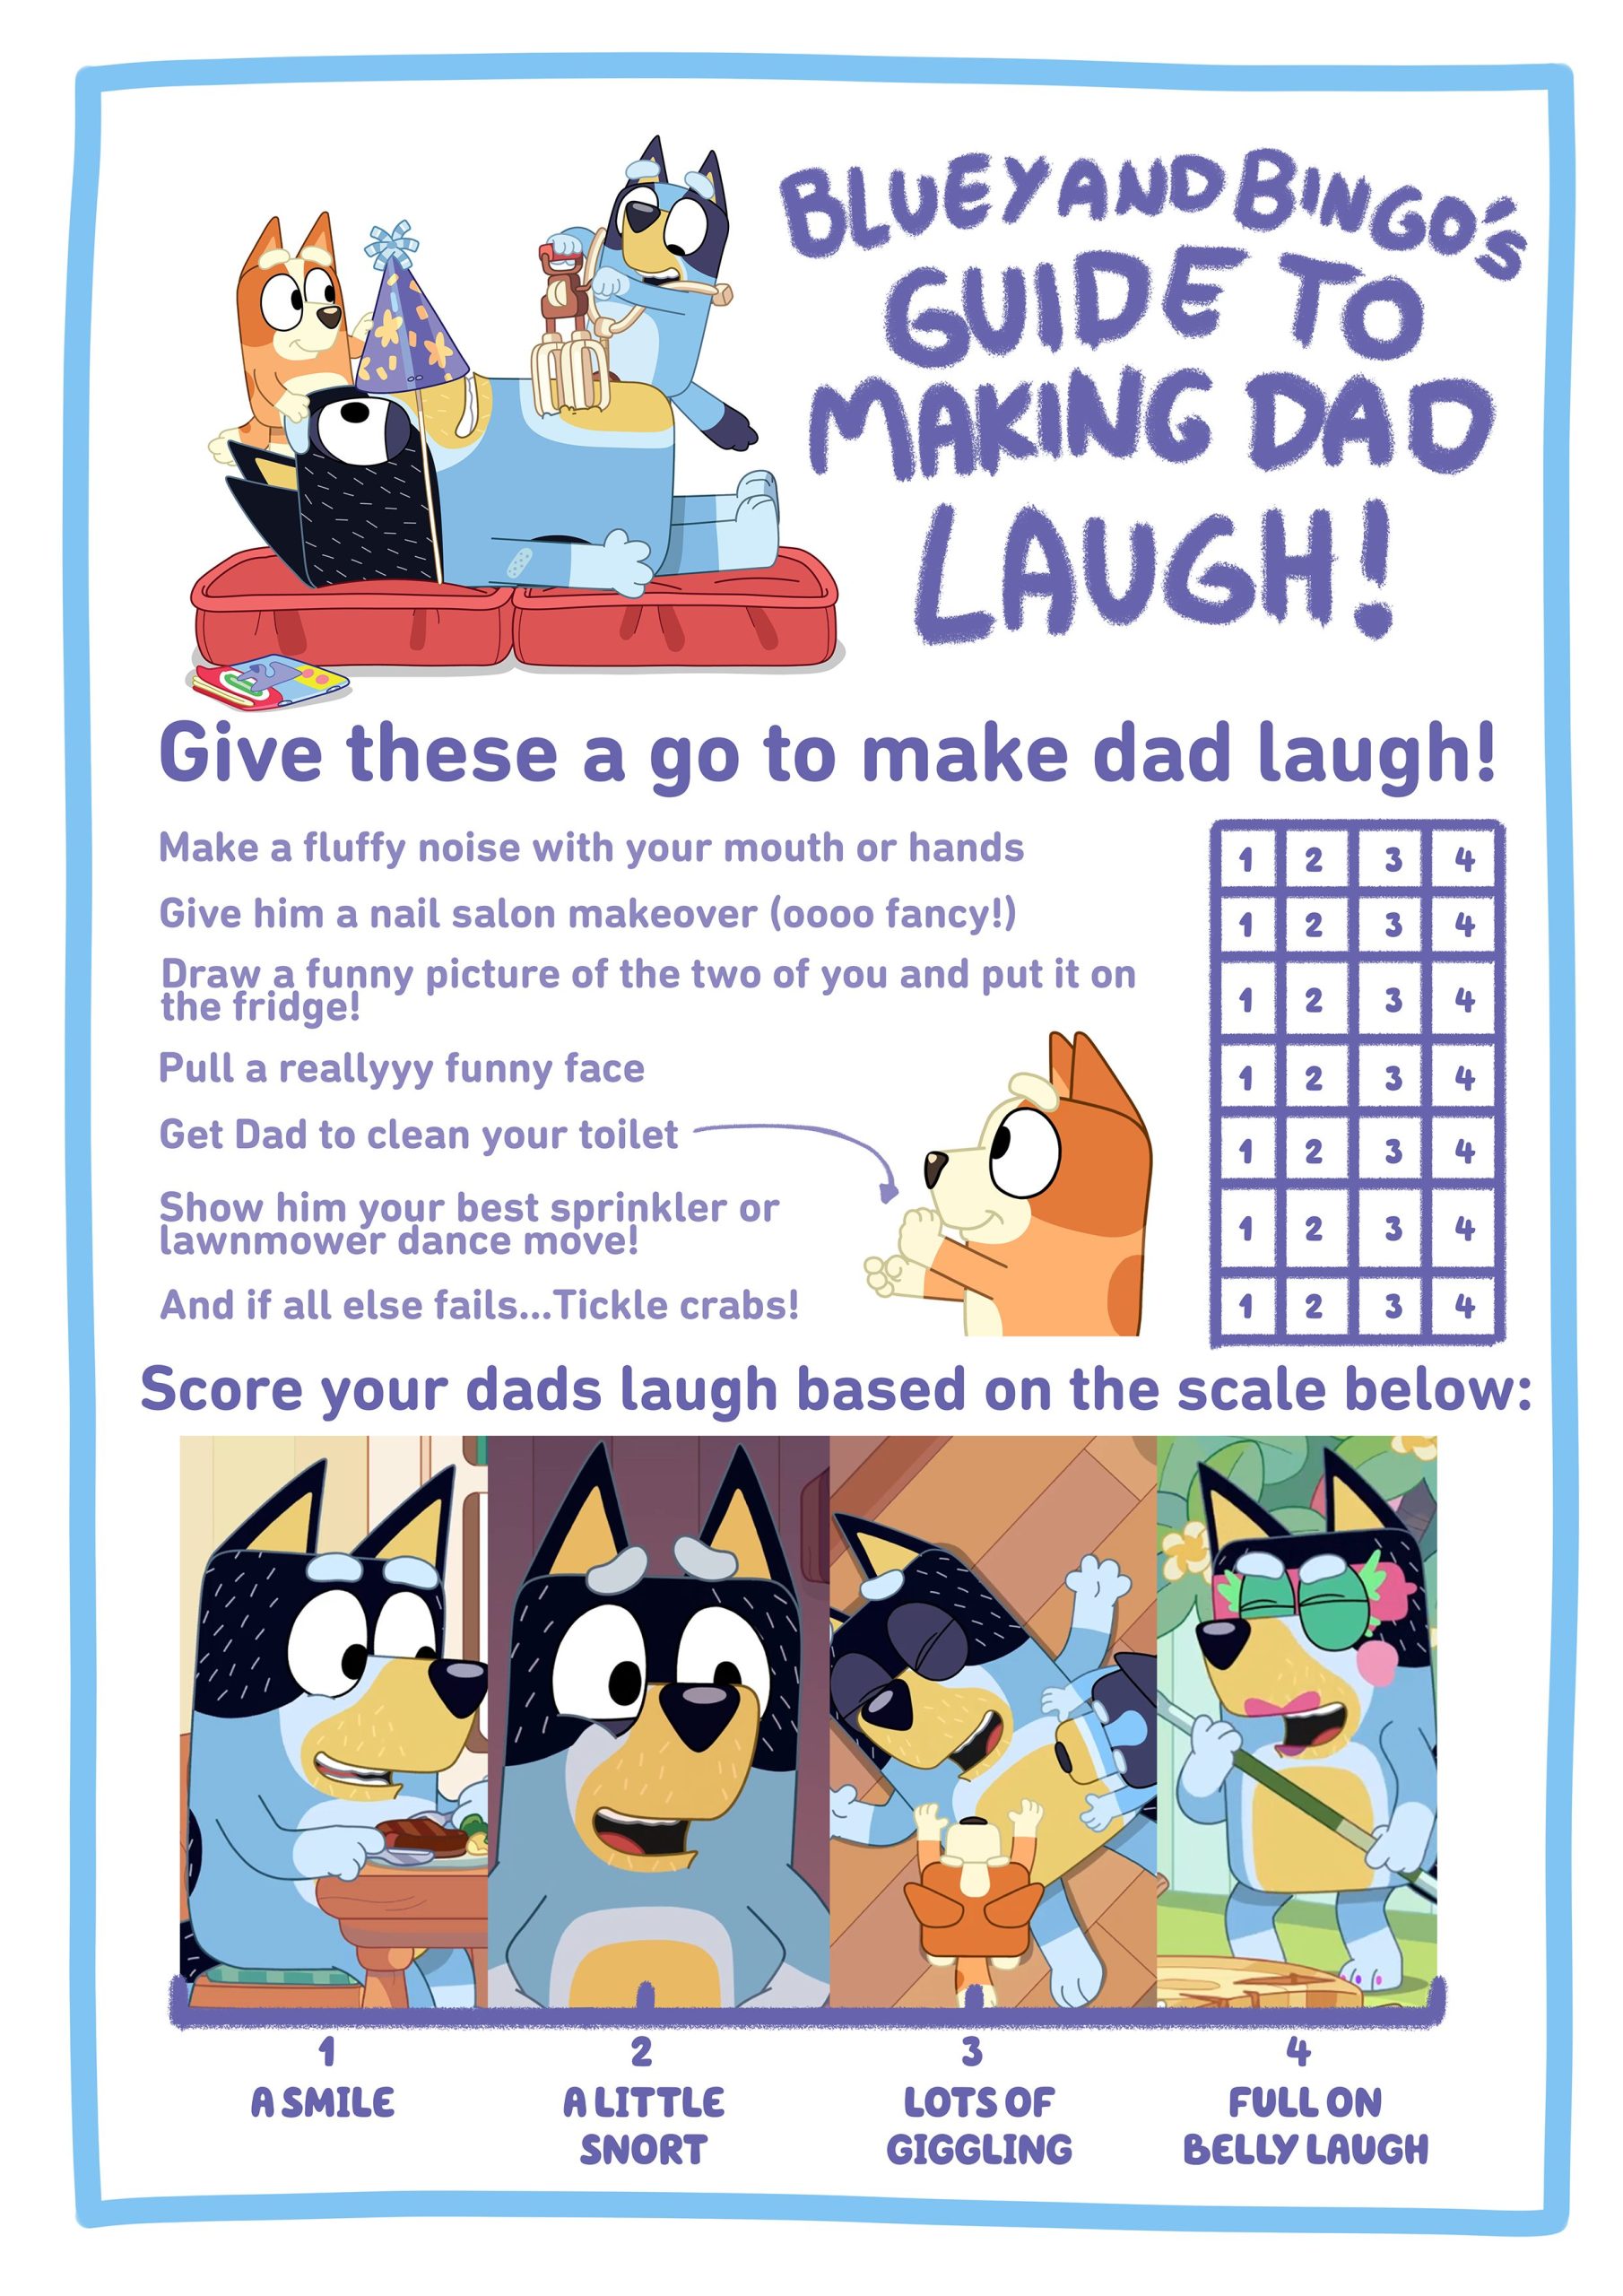 BLUEY AND BINGO'S
GUIDE TO
MAKING DAD
LAUGH!
Give these a go to make dad laugh!
Make a fluffy noise with your mouth or hands
1 2 3 4
Give him a nail salon makeover (oooo fancy!)
1 2 3 4
Draw a funny picture of the two of you and put it on
the fridge!
1 2 3 4
Pull a reallyyy funny face
1 2 3 4
Get Dad to clean your toilet
1 2 3 4
Show him your best sprinkler or
lawnmower dance move!
1 2 3 4
And if all else fails...Tickle crabs!
1 2 3 4
Score your dads laugh based on the scale below:
1
A SMILE
2
A LITTLE
SNORT
3
LOTS OF
GIGGLING
4
FULL ON
BELLY LAUGH